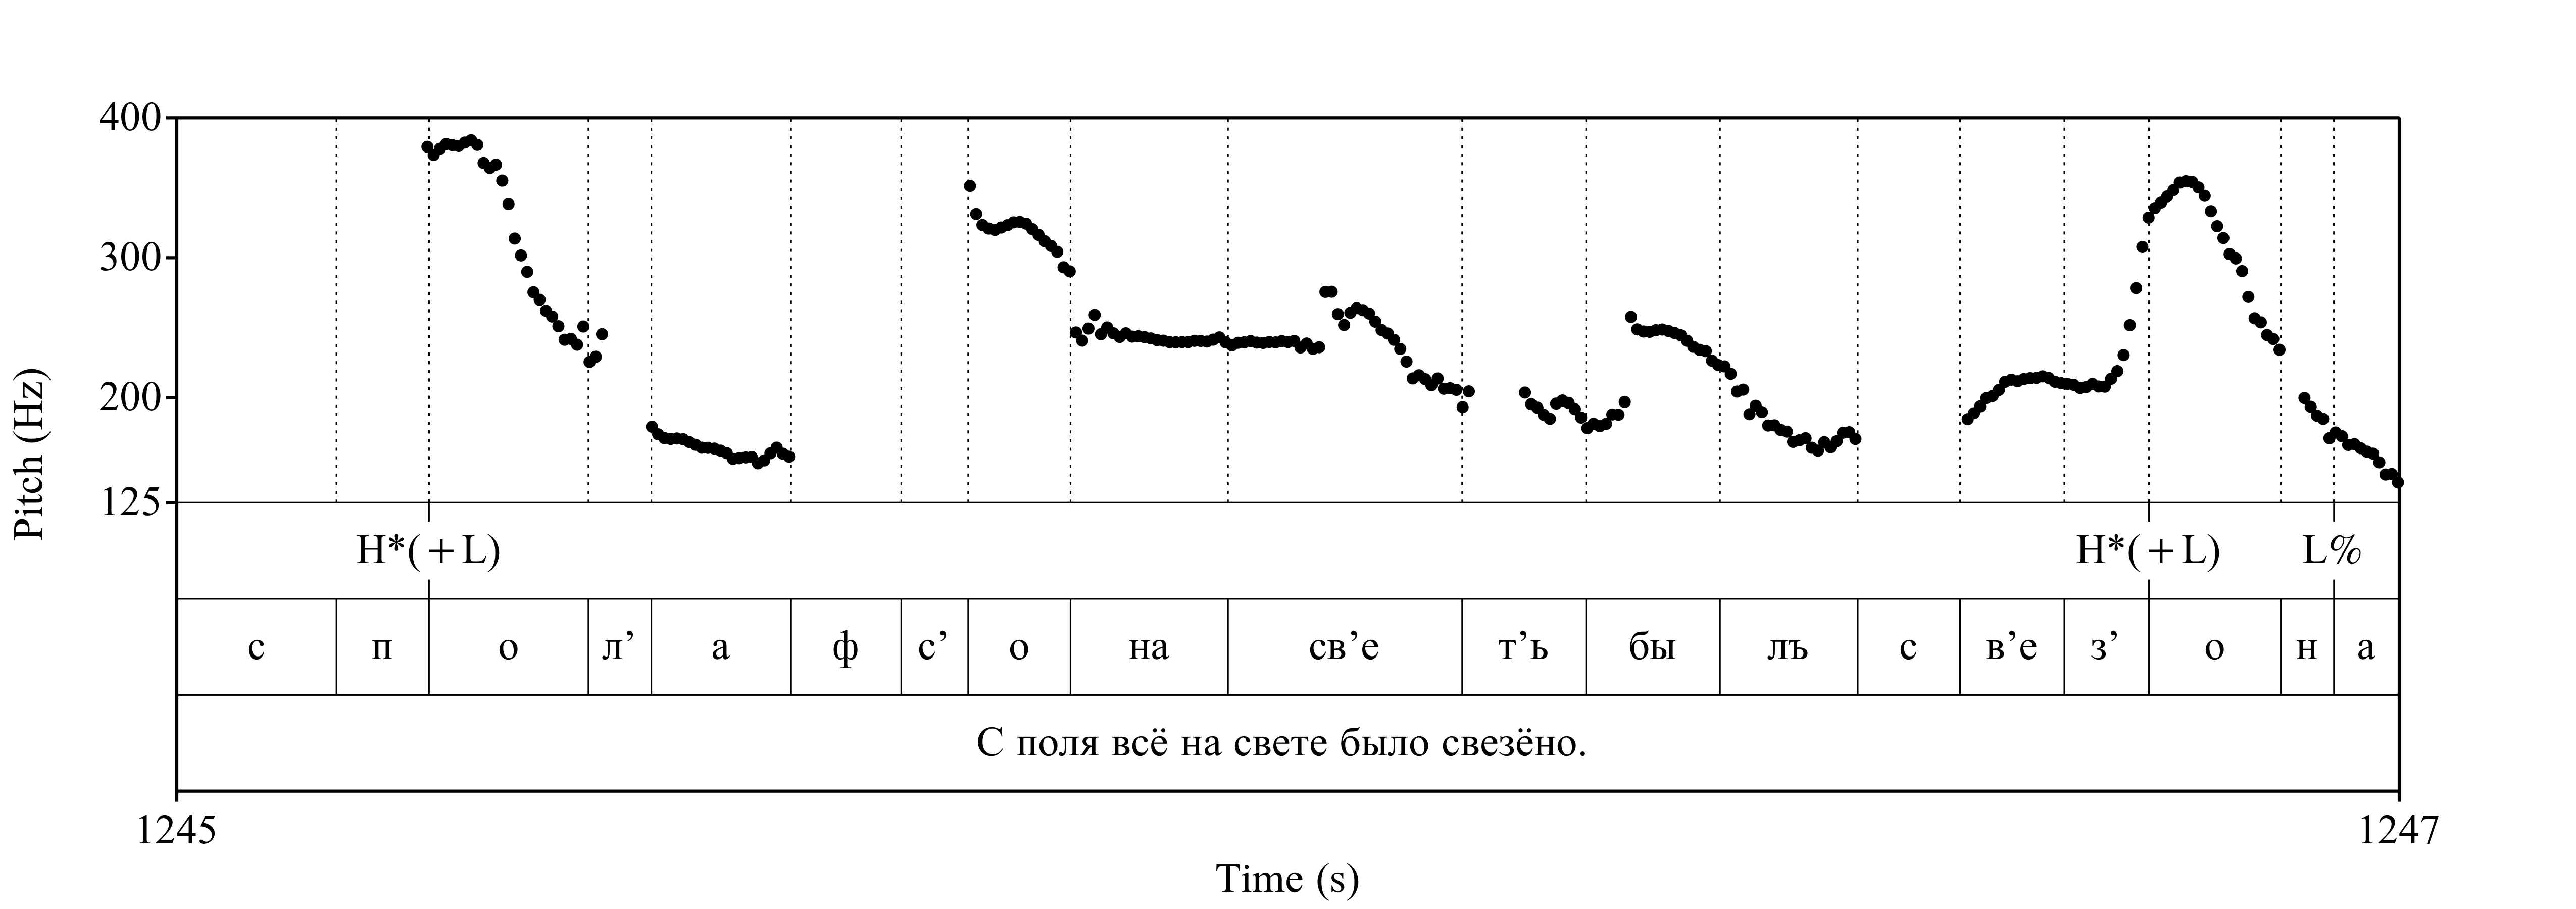 400
300
200
125
Pitch (Hz)
H*(+L) H*(+L) L%
с п о л’ а ф с’ о на св’е т’ь бы лъ с в’е з’ о н а
С поля всё на свете было свезёно.
1245 1247
Time (s)